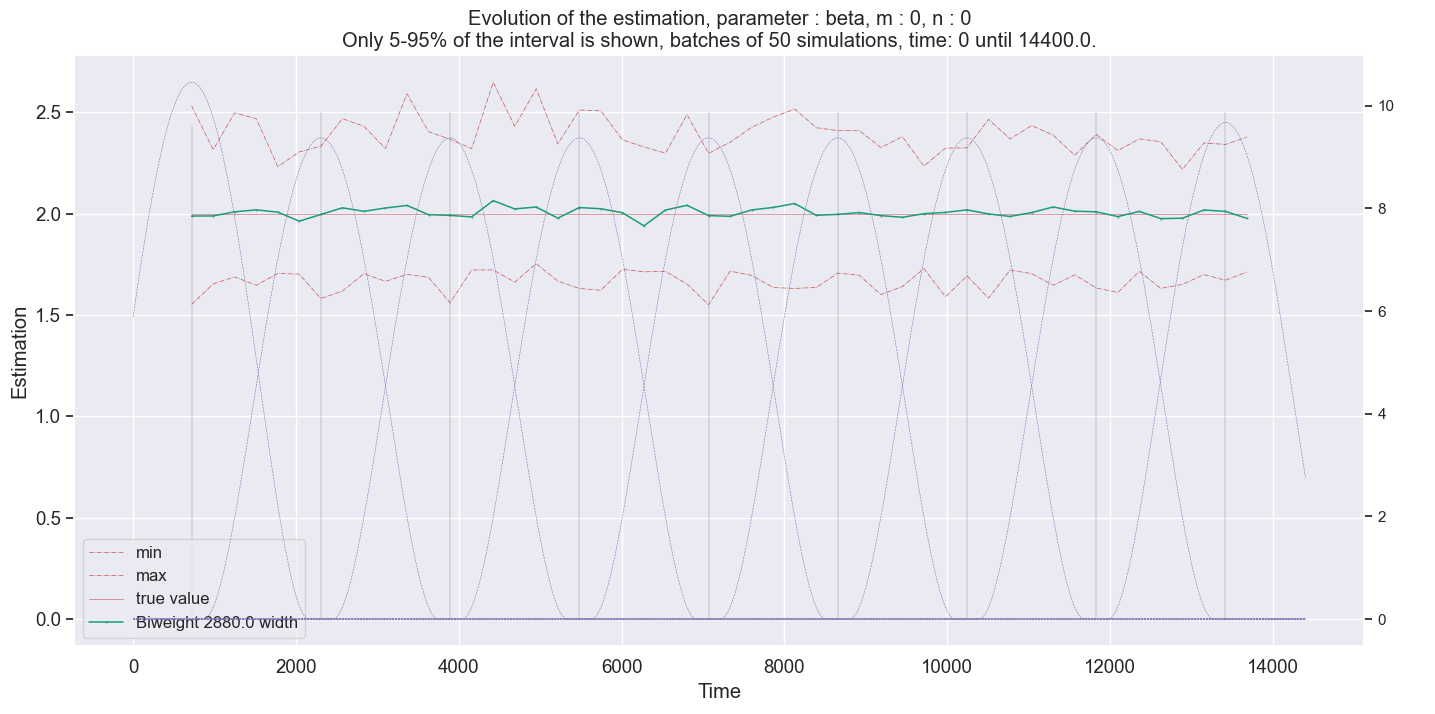 Evolution of the estimation, parameter : beta, m : 0, n : 0
Only 5-95% of the interval is shown, batches of 50 simulations, time: 0 until 14400.0.
Estimation
2.5
2.0
1.5
1.0
0.5
0.0
10
8
6
4
2
0
min
max
true value
Biweight 2880.0 width
0
2000
4000
6000
8000
10000
12000
14000
Time